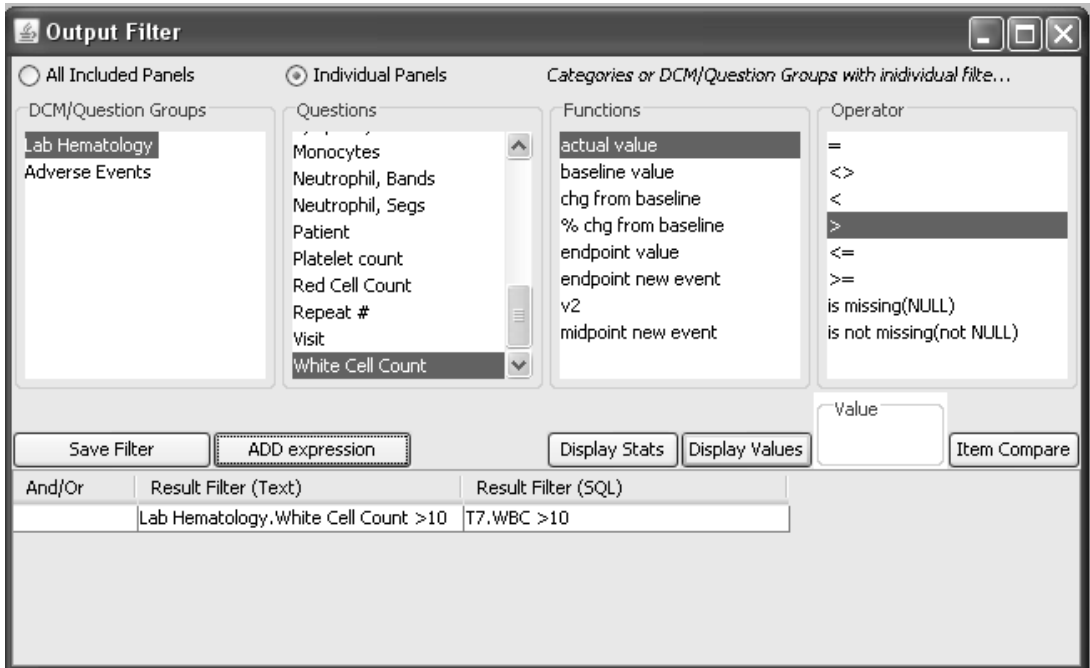 Output Filter
All Included Panels
Individual Panels
Categories or DCM/Question Groups with inidividual filte...
DCM/Question Groups
Lab Hematology
Adverse Events
Questions
Monocytes
Neutrophil, Bands
Neutrophil, Segs
Patient
Platelet count
Red Cell Count
Repeat #
Visit
White Cell Count
Functions
actual value
baseline value
chg from baseline
% chg from baseline
endpoint value
endpoint new event
v2
midpoint new event
Operator
=
<>
<
>
<=
>=
is missing(NULL)
is not missing(not NULL)
Value
Save Filter
ADD expression
Display Stats
Display Values
Item Compare
And/Or
Result Filter (Text)
Result Filter (SQL)
Lab Hematology.White Cell Count >10
T7.WBC >10